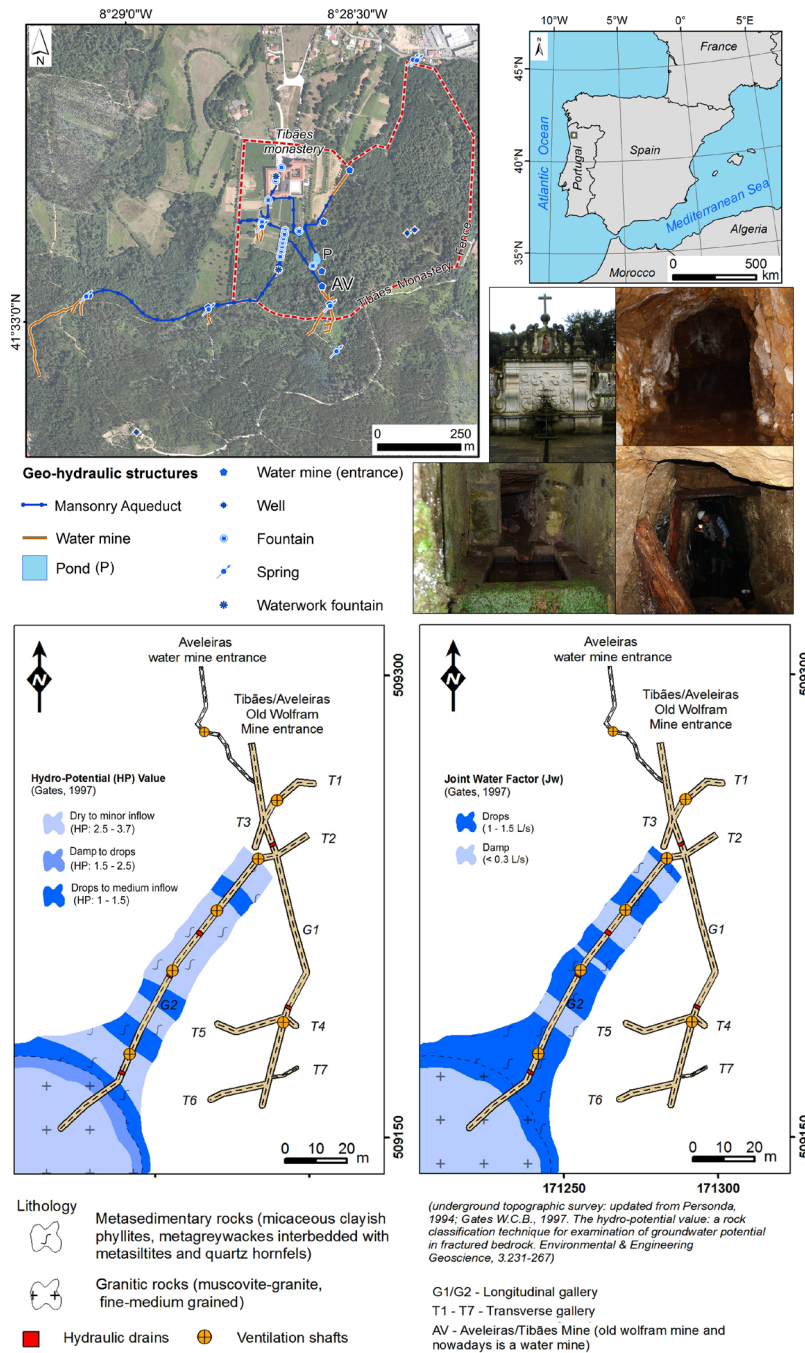 8°29'0"W
8°28'30"W
N
Tibães
monastery
P
AV
Tibães Monastery Fence
41°33'0"N
0
250
m
10°W
5°W
0°
5°E
45°N
40°N
35°N
N
France
Spain
Portugal
Atlantic Ocean
Mediterranean Sea
Algeria
Morocco
0
500
km
Geo-hydraulic structures
Mansonry Aqueduct
Water mine
Pond (P)
Water mine (entrance)
Well
Fountain
Spring
Waterwork fountain
N
Aveleiras
water mine entrance
Tibães/Aveleiras
Old Wolfram
Mine entrance
Hydro-Potential (HP) Value
(Gates, 1997)
Dry to minor inflow
(HP: 2.5 - 3.7)
Damp to drops
(HP: 1.5 - 2.5)
Drops to medium inflow
(HP: 1 - 1.5)
T1
T3
T2
G1
G2
T5
T4
T7
T6
509300
509150
0 10 20
m
N
Aveleiras
water mine entrance
Tibães/Aveleiras
Old Wolfram
Mine entrance
Joint Water Factor (Jw)
(Gates, 1997)
Drops
(1 - 1.5 L/s)
Damp
(< 0.3 L/s)
T1
T3
T2
G1
G2
T5
T4
T7
T6
509300
509150
0 10 20
m
171250
171300
Lithology
Metasedimentary rocks (micaceous clayish
phyllites, metagreywackes interbedded with
metasiltites and quartz hornfels)
Granitic rocks (muscovite-granite,
fine-medium grained)
Hydraulic drains
Ventilation shafts
(underground topographic survey: updated from Personda,
1994; Gates W.C.B., 1997. The hydro-potential value: a rock
classification technique for examination of groundwater potential
in fractured bedrock. Environmental & Engineering
Geoscience, 3.231-267)
G1/G2 - Longitudinal gallery
T1 - T7 - Transverse gallery
AV - Aveleiras/Tibães Mine (old wolfram mine and
nowadays is a water mine)